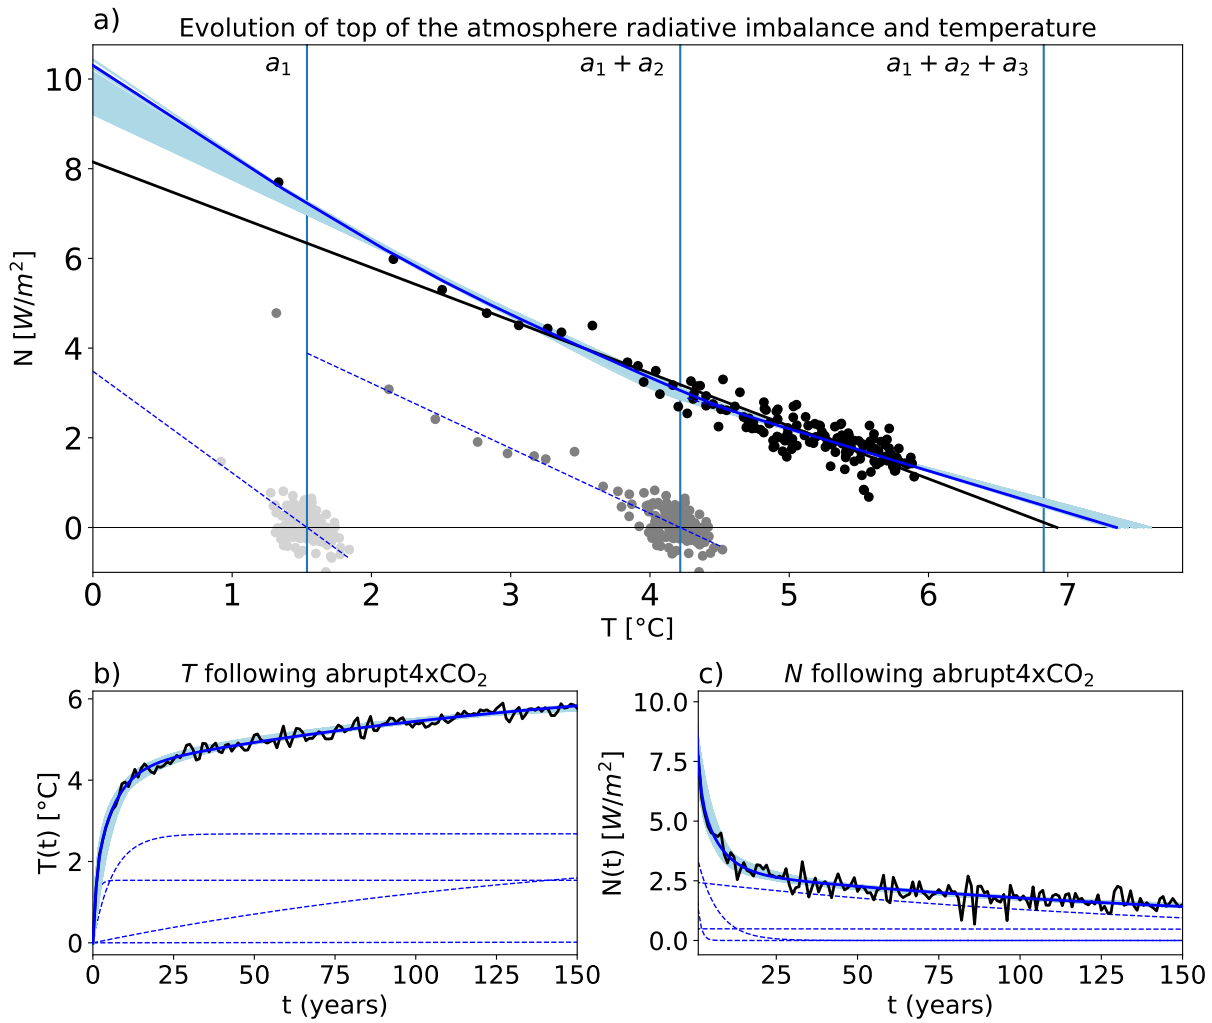 a)
Evolution of top of the atmosphere radiative imbalance and temperature
a₁
a₁ + a₂
a₁ + a₂ + a₃
N [W/m²]
10
8
6
4
2
0
0 1 2 3 4 5 6 7
T [°C]
b)
T following abrupt4xCO₂
T(t) [°C]
6
4
2
0
0 25 50 75 100 125 150
t (years)
c)
N following abrupt4xCO₂
N(t) [W/m²]
10.0
7.5
5.0
2.5
0.0
25 50 75 100 125 150
t (years)